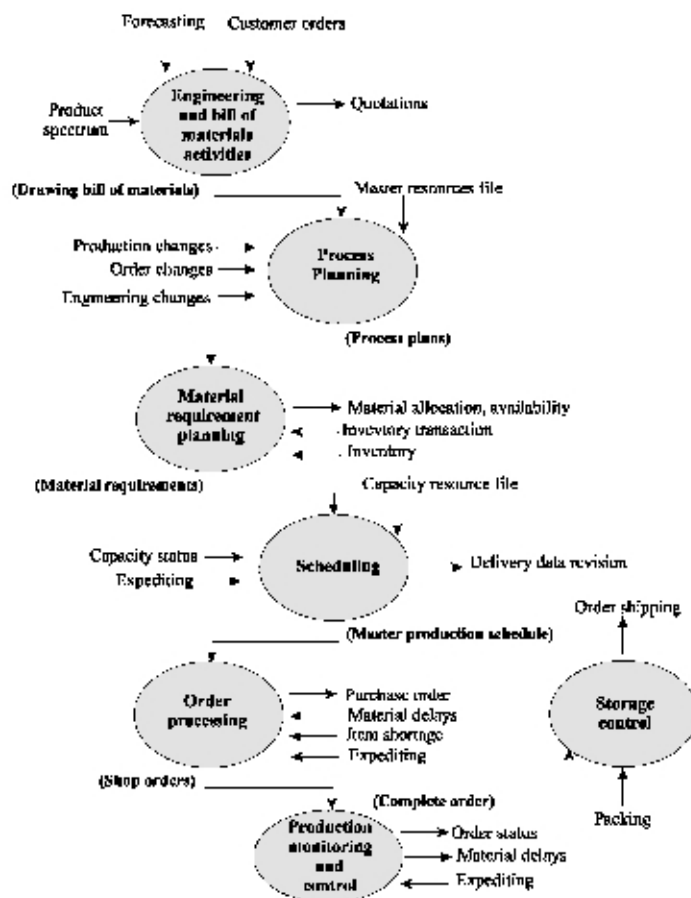 Forecasting
Customer orders
Engineering
and bill of
materials
activities
Quotations
Product
spectrum
(Drawing bill of materials)
Master resources file
Production changes
Order changes
Engineering changes
Process
Planning
(Process plans)
Material
requirement
planning
Material allocation, availability
Inventory transaction
Inventory
(Material requirements)
Capacity resource file
Capacity status
Expediting
Scheduling
Delivery data revision
Order shipping
(Master production schedule)
Order
processing
Purchase order
Material delays
Item shortage
Expediting
Storage
control
(Shop orders)
(Complete order)
Packing
Production
monitoring
and
control
Order status
Material delays
Expediting